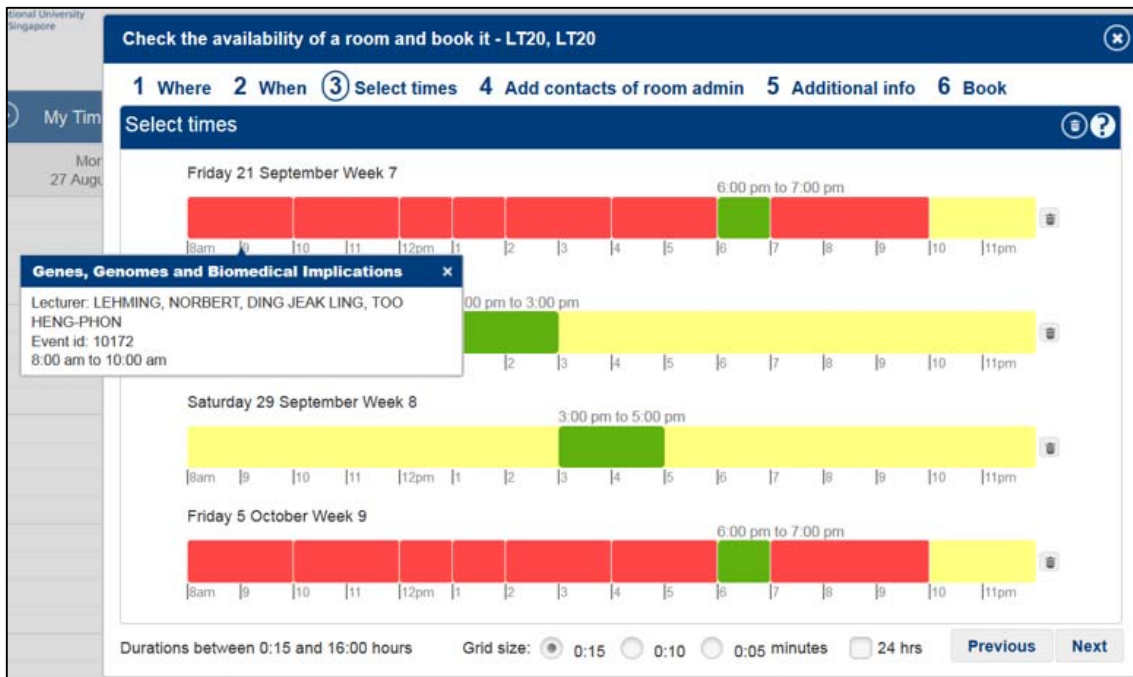 tional University
Singapore
Check the availability of a room and book it - LT20, LT20
1 Where 2 When 3 Select times 4 Add contacts of room admin 5 Additional info 6 Book
My Tim
Select times
Mon
27 Augu
Friday 21 September Week 7
6:00 pm to 7:00 pm
8am 9 10 11 12pm 1 2 3 4 5 6 7 8 9 10 11pm
Genes, Genomes and Biomedical Implications
Lecturer: LEHMING, NORBERT, DING JEAK LING, TOO
HENG-PHON
Event id: 10172
8:00 am to 10:00 am
:00 pm to 3:00 pm
2 3 4 5 6 7 8 9 10 11pm
Saturday 29 September Week 8
3:00 pm to 5:00 pm
8am 9 10 11 12pm 1 2 3 4 5 6 7 8 9 10 11pm
Friday 5 October Week 9
6:00 pm to 7:00 pm
8am 9 10 11 12pm 1 2 3 4 5 6 7 8 9 10 11pm
Durations between 0:15 and 16:00 hours Grid size: 0:15 0:10 0:05 minutes 24 hrs Previous Next